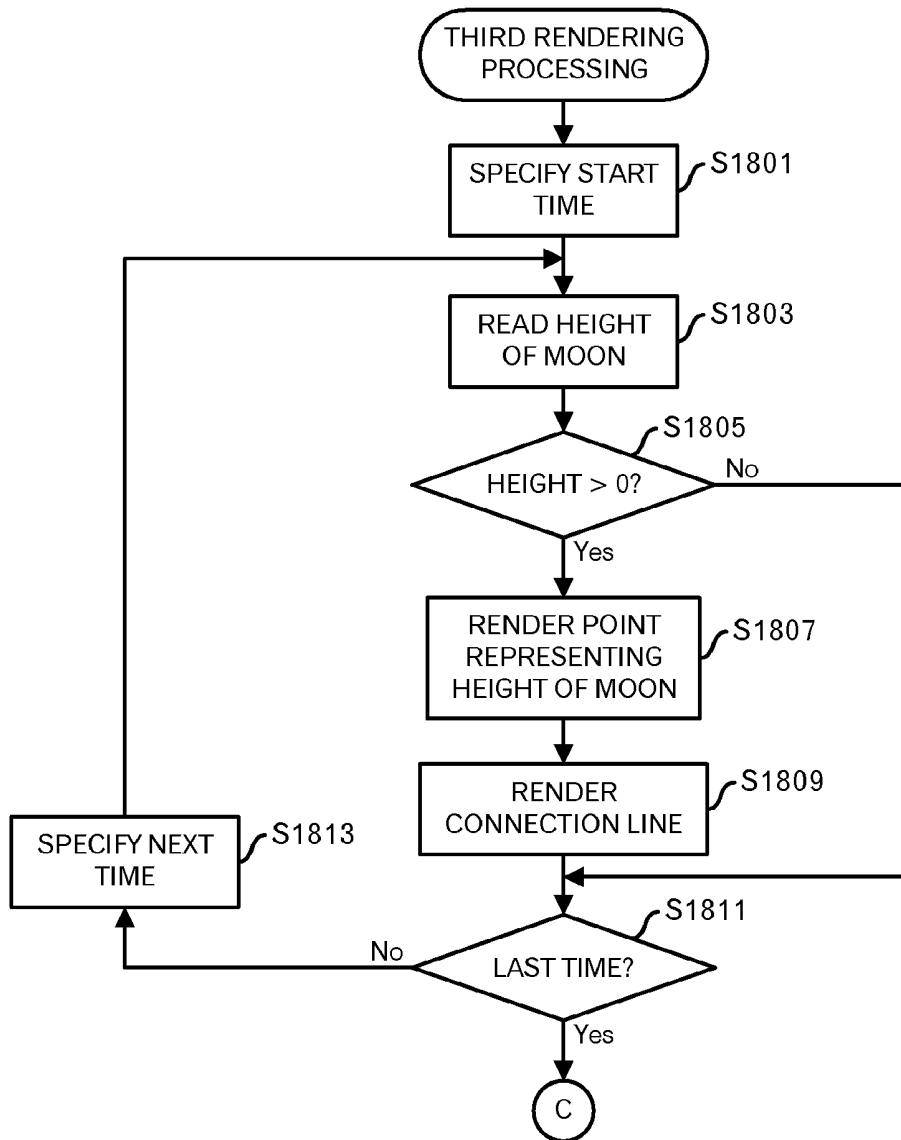 THIRD RENDERING
PROCESSING
S1801
SPECIFY START
TIME
S1803
READ HEIGHT
OF MOON
S1805
HEIGHT > 0?
No
Yes
S1807
RENDER POINT
REPRESENTING
HEIGHT OF MOON
S1809
RENDER
CONNECTION LINE
S1813
SPECIFY NEXT
TIME
S1811
No
LAST TIME?
Yes
C